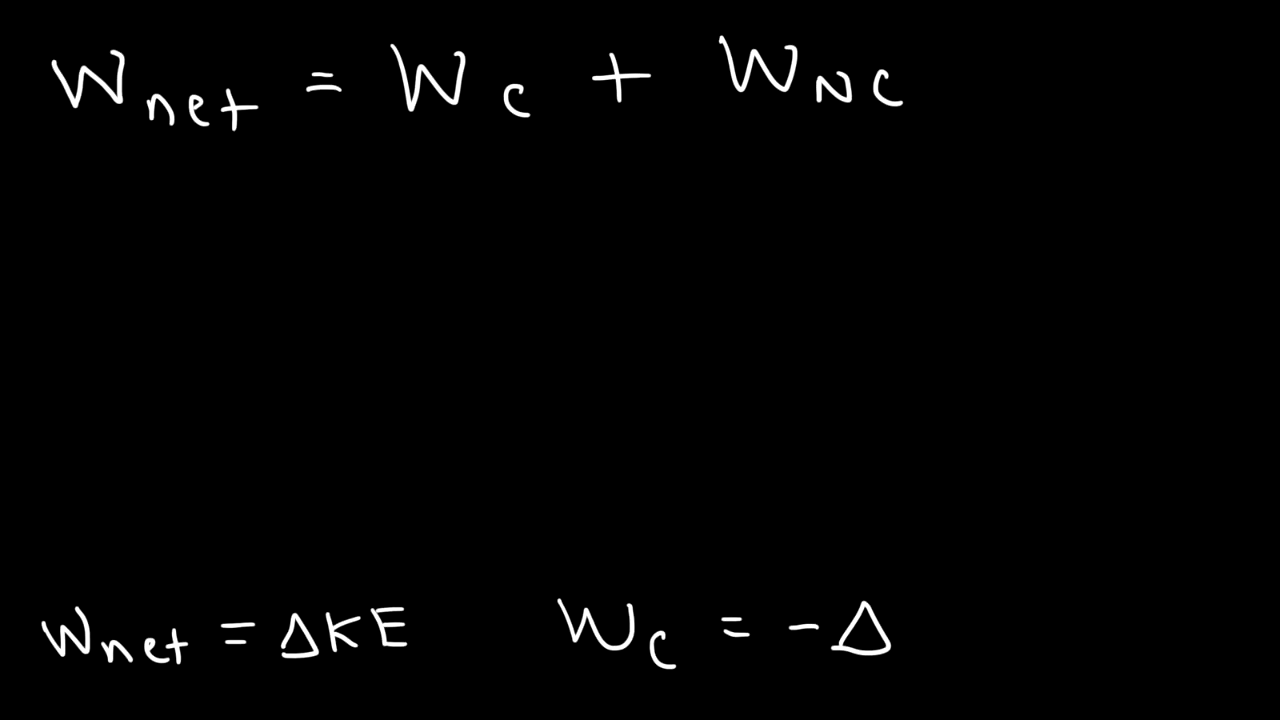 Wnet = Wc + WNC
Wnet = ΔKE Wc = -Δ